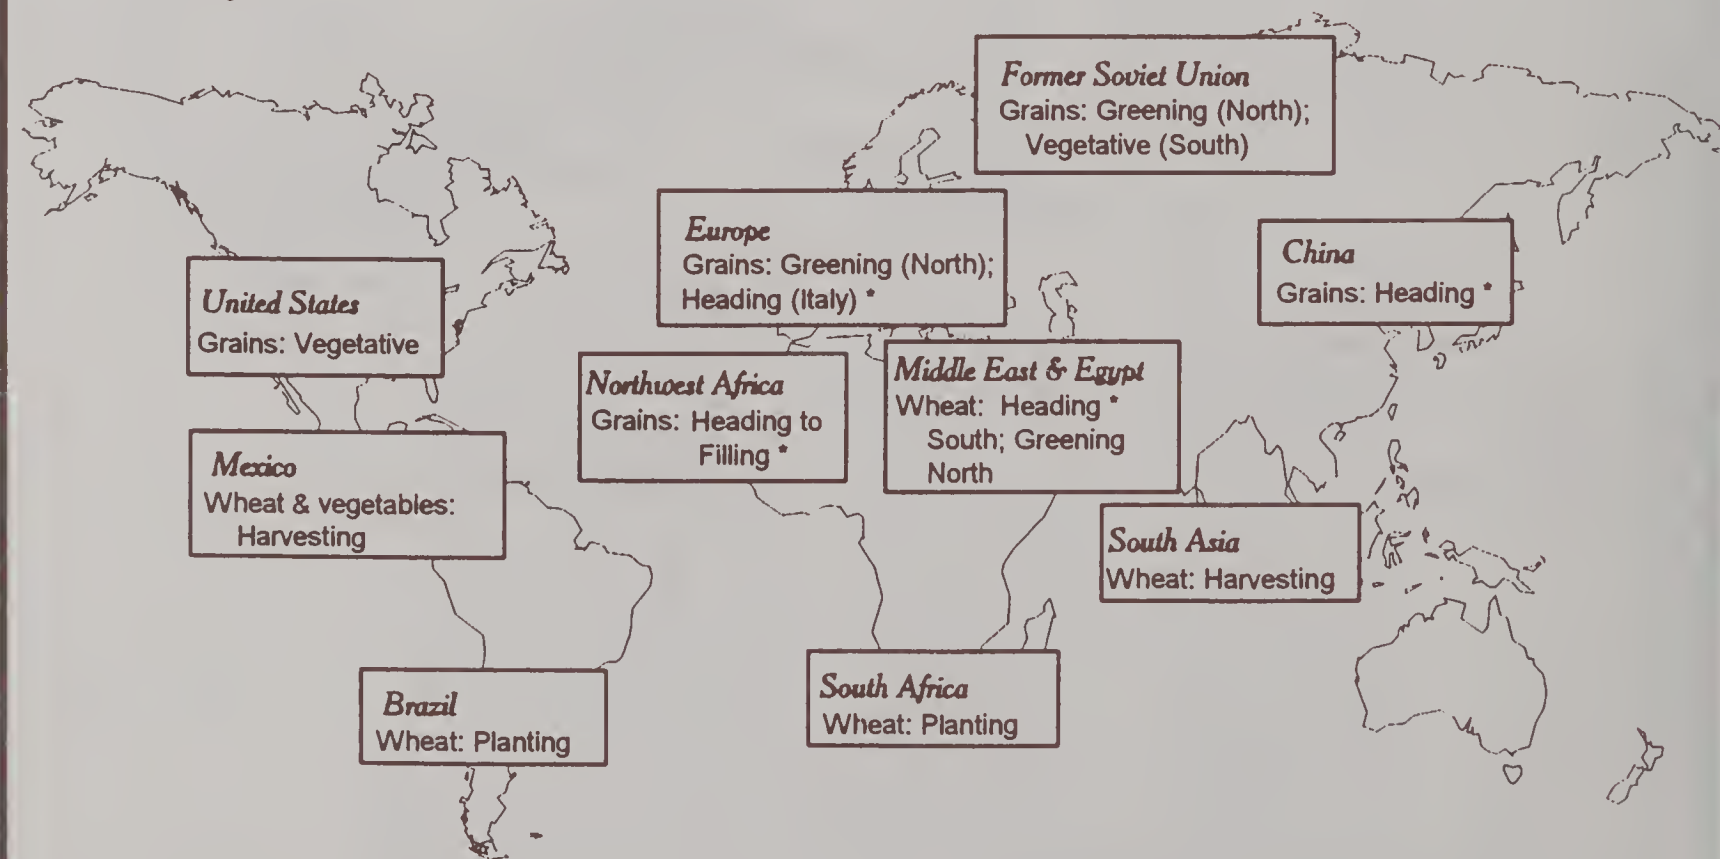 Former Soviet Union
Grains: Greening (North);
Vegetative (South)
Europe
Grains: Greening (North);
Heading (Italy) *
China
Grains: Heading *
United States
Grains: Vegetative
Northwest Africa
Grains: Heading to
Filling *
Middle East & Egypt
Wheat: Heading *
South; Greening
North
Mexico
Wheat & vegetables:
Harvesting
South Asia
Wheat: Harvesting
Brazil
Wheat: Planting
South Africa
Wheat: Planting